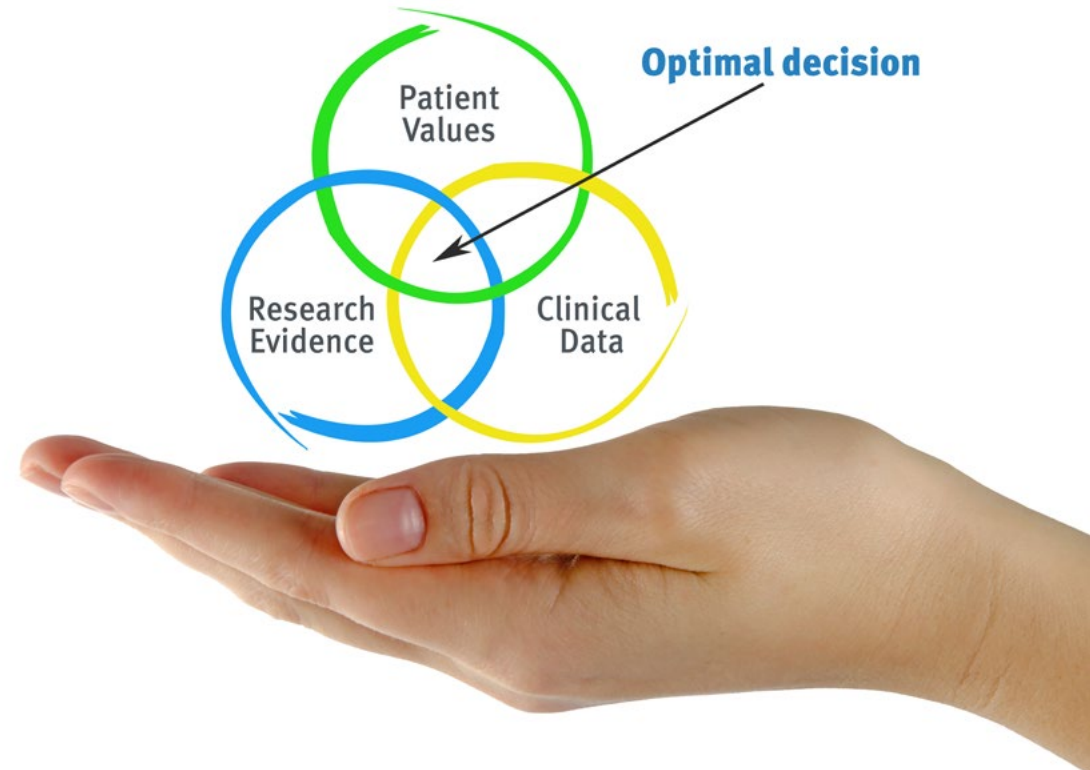 Optimal decision
Patient
Values
Research
Evidence
Clinical
Data